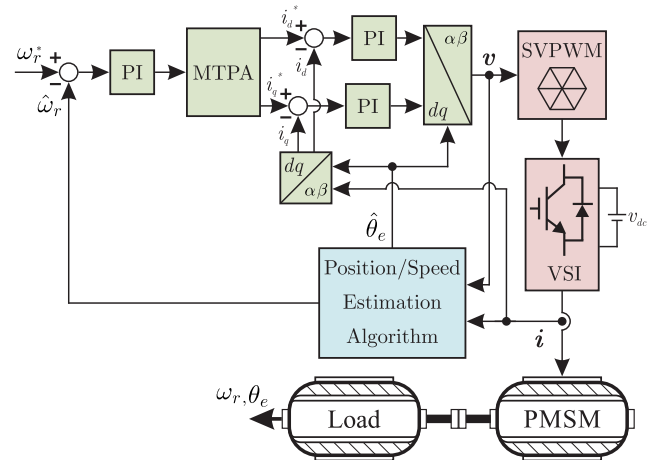 ω_r^*
+
−
ω̂_r
PI
MTPA
i_d^*
+
−
i_d
PI
i_q^*
+
−
i_q
PI
αβ
dq
v
SVPWM
dq
αβ
θ̂_e
v_dc
VSI
Position/Speed
Estimation
Algorithm
i
ω_r,θ_e
Load
PMSM